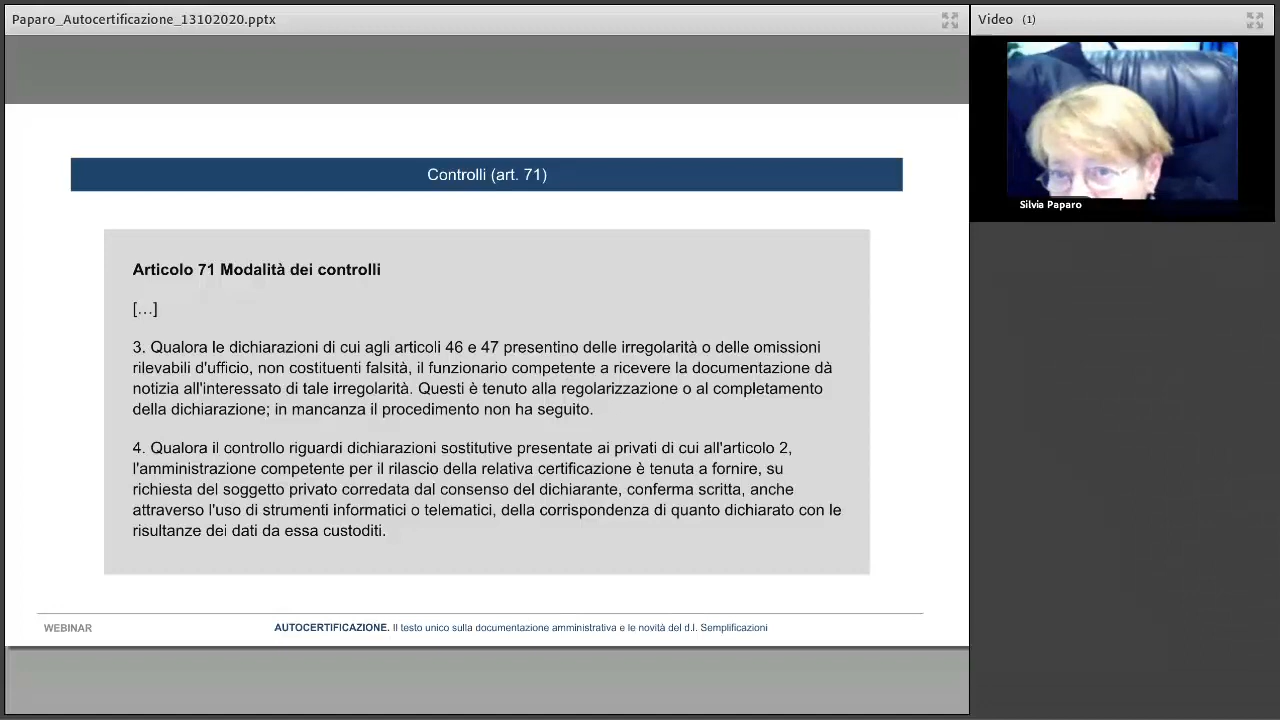 Paparo_Autocertificazione_13102020.pptx
Video (1)
Silvia Paparo
Controlli (art. 71)
Articolo 71 Modalità dei controlli
[…]
3. Qualora le dichiarazioni di cui agli articoli 46 e 47 presentino delle irregolarità o delle omissioni
rilevabili d'ufficio, non costituenti falsità, il funzionario competente a ricevere la documentazione dà
notizia all'interessato di tale irregolarità. Questi è tenuto alla regolarizzazione o al completamento
della dichiarazione; in mancanza il procedimento non ha seguito.
4. Qualora il controllo riguardi dichiarazioni sostitutive presentate ai privati di cui all'articolo 2,
l'amministrazione competente per il rilascio della relativa certificazione è tenuta a fornire, su
richiesta del soggetto privato corredata dal consenso del dichiarante, conferma scritta, anche
attraverso l'uso di strumenti informatici o telematici, della corrispondenza di quanto dichiarato con le
risultanze dei dati da essa custoditi.
WEBINAR
AUTOCERTIFICAZIONE. Il testo unico sulla documentazione amministrativa e le novità del d.l. Semplificazioni